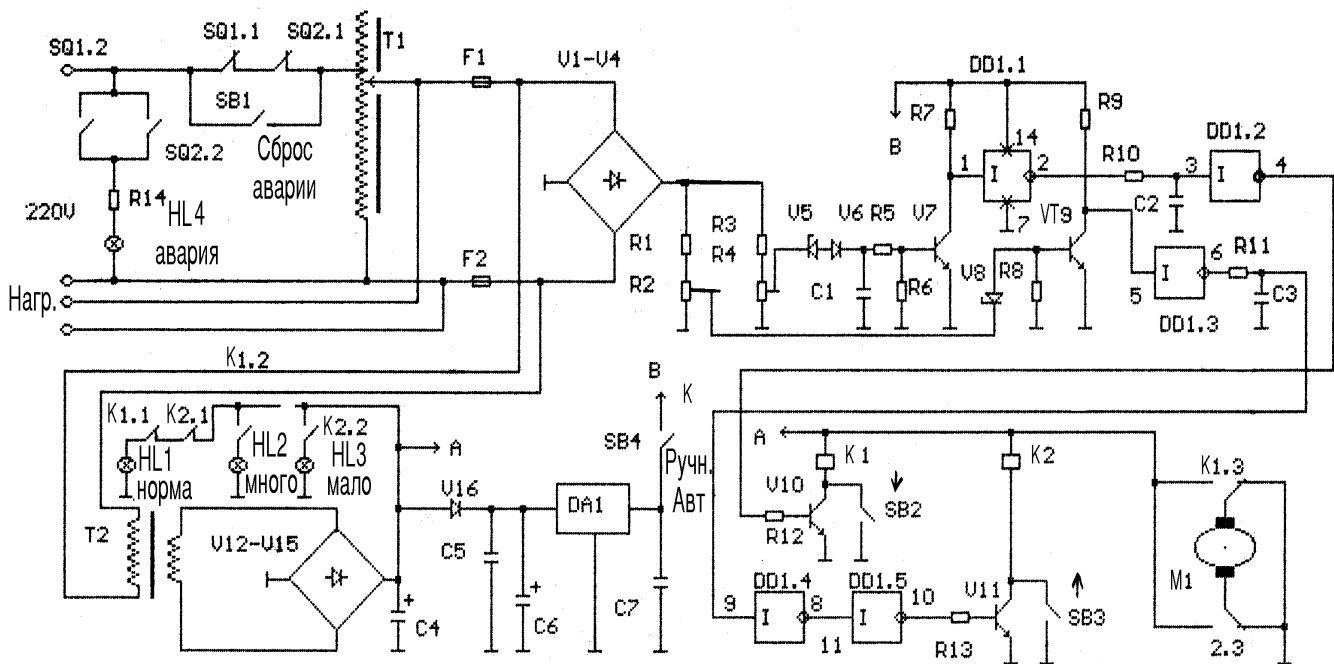 SQ1.2
SQ1.1
SQ2.1
T1
F1
V1-V4
SB1
Сброс
аварии
SQ2.2
R14
HL4
авария
220V
Нагр.
F2
R1
R2
R3
R4
V5
V6
R5
V7
C1
R6
DD1.1
R7
B
1
I
14
2
7
R9
R10
VT9
V8
R8
C2
3
DD1.2
I
4
5
I
6
DD1.3
R11
C3
K1.2
K1.1
K2.1
HL1
норма
HL2
много
K2.2
HL3
мало
A
T2
V12-V15
C4
+
V16
C5
C6
+
DA1
C7
B
K
SB4
Ручн.
Авт
A
K1
K2
V10
R12
SB2
DD1.4
9
I
8
11
DD1.5
I
10
R13
V11
SB3
K1.3
M1
2.3